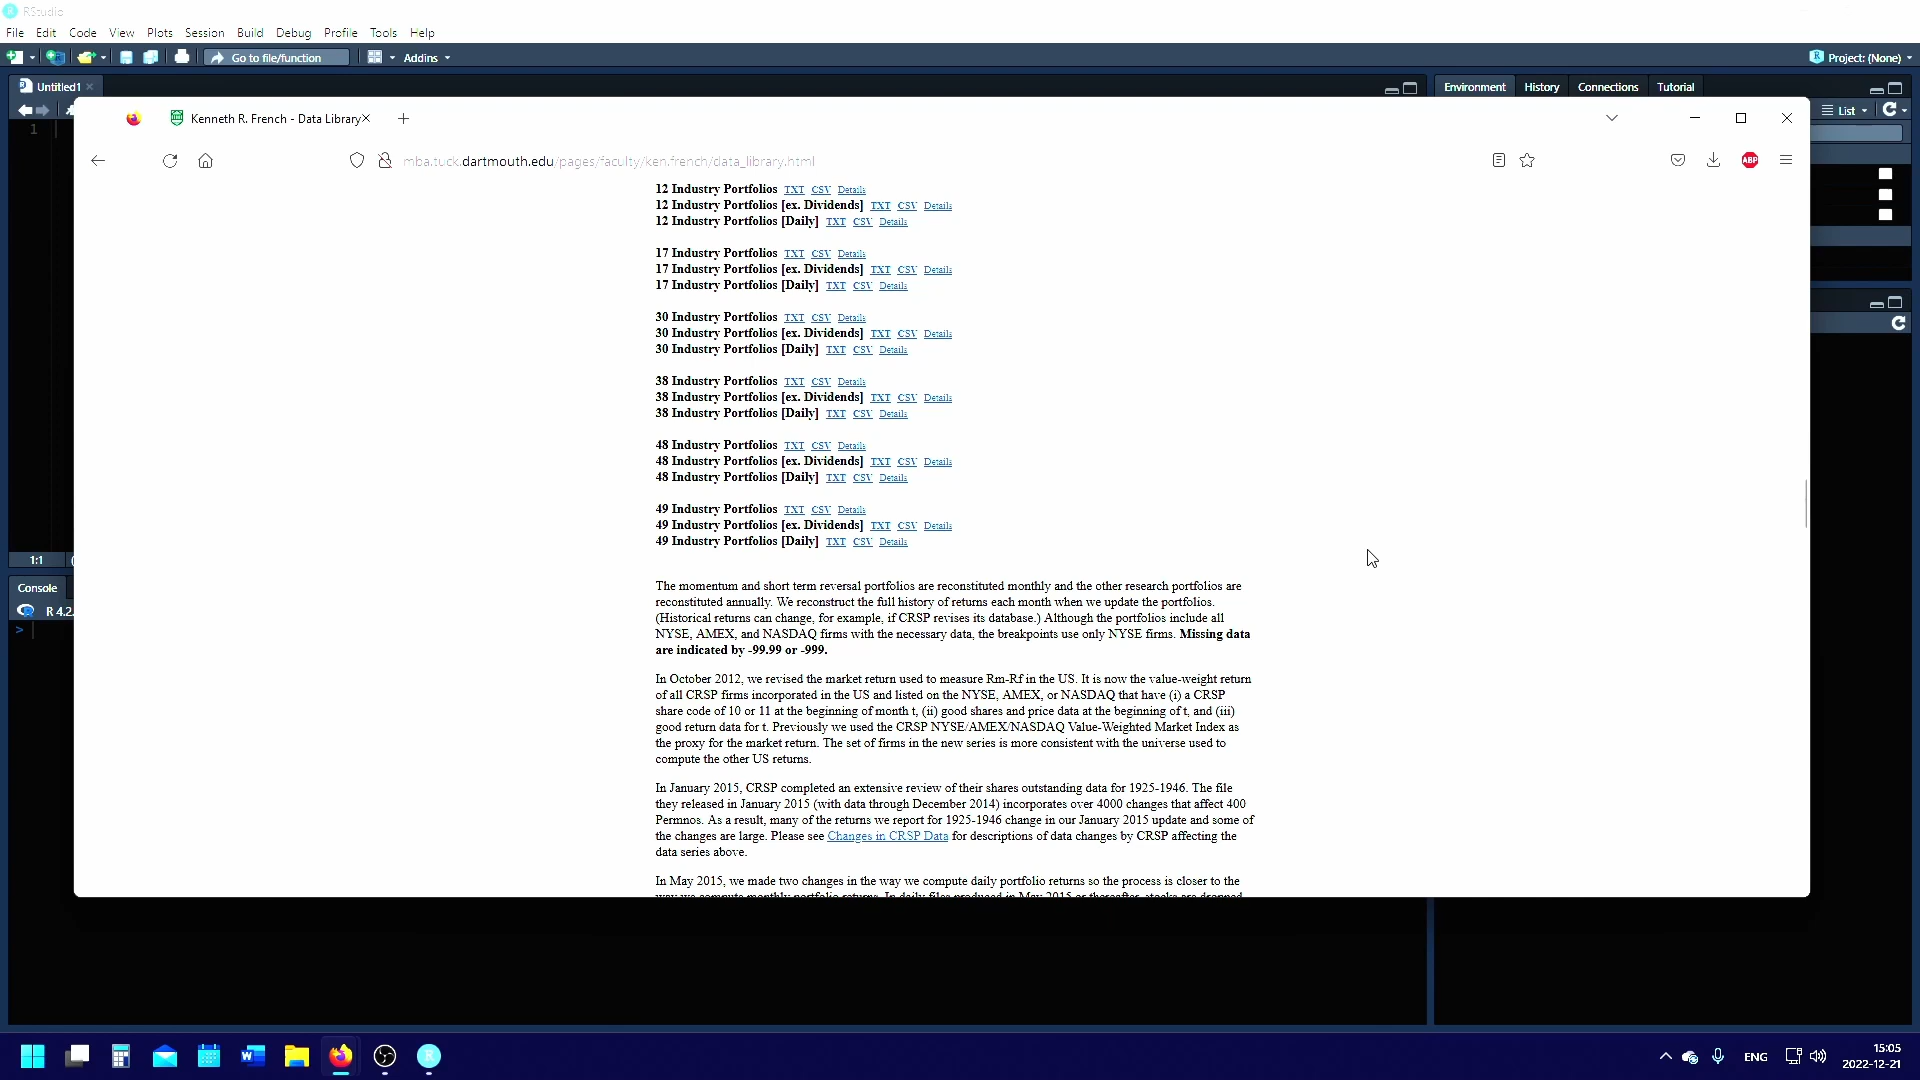 RStudio
File Edit Code View Plots Session Build Debug Profile Tools Help
Go to file/function Addins Project: (None)
Untitled1 Environment History Connections Tutorial
Kenneth R. French - Data Library
List
1
mba.tuck.dartmouth.edu/pages/faculty/ken.french/data_library.html
ABP
12 Industry Portfolios TXT CSV Details
12 Industry Portfolios [ex. Dividends] TXT CSV Details
12 Industry Portfolios [Daily] TXT CSV Details
17 Industry Portfolios TXT CSV Details
17 Industry Portfolios [ex. Dividends] TXT CSV Details
17 Industry Portfolios [Daily] TXT CSV Details
30 Industry Portfolios TXT CSV Details
30 Industry Portfolios [ex. Dividends] TXT CSV Details
30 Industry Portfolios [Daily] TXT CSV Details
38 Industry Portfolios TXT CSV Details
38 Industry Portfolios [ex. Dividends] TXT CSV Details
38 Industry Portfolios [Daily] TXT CSV Details
48 Industry Portfolios TXT CSV Details
48 Industry Portfolios [ex. Dividends] TXT CSV Details
48 Industry Portfolios [Daily] TXT CSV Details
49 Industry Portfolios TXT CSV Details
49 Industry Portfolios [ex. Dividends] TXT CSV Details
49 Industry Portfolios [Daily] TXT CSV Details
1:1
Console
R 4.2.
>
The momentum and short term reversal portfolios are reconstituted monthly and the other research portfolios are
reconstituted annually. We reconstruct the full history of returns each month when we update the portfolios.
(Historical returns can change, for example, if CRSP revises its database.) Although the portfolios include all
NYSE, AMEX, and NASDAQ firms with the necessary data, the breakpoints use only NYSE firms. Missing data
are indicated by -99.99 or -999.
In October 2012, we revised the market return used to measure Rm-Rf in the US. It is now the value-weight return
of all CRSP firms incorporated in the US and listed on the NYSE, AMEX, or NASDAQ that have (i) a CRSP
share code of 10 or 11 at the beginning of month t, (ii) good shares and price data at the beginning of t, and (iii)
good return data for t. Previously we used the CRSP NYSE/AMEX/NASDAQ Value-Weighted Market Index as
the proxy for the market return. The set of firms in the new series is more consistent with the universe used to
compute the other US returns.
In January 2015, CRSP completed an extensive review of their shares outstanding data for 1925-1946. The file
they released in January 2015 (with data through December 2014) incorporates over 4000 changes that affect 400
Permnos. As a result, many of the returns we report for 1925-1946 change in our January 2015 update and some of
the changes are large. Please see Changes in CRSP Data for descriptions of data changes by CRSP affecting the
data series above.
In May 2015, we made two changes in the way we compute daily portfolio returns so the process is closer to the
way we compute monthly portfolio returns. In daily files produced in May 2015 or thereafter, stocks are dropped
ENG
15:05
2022-12-21